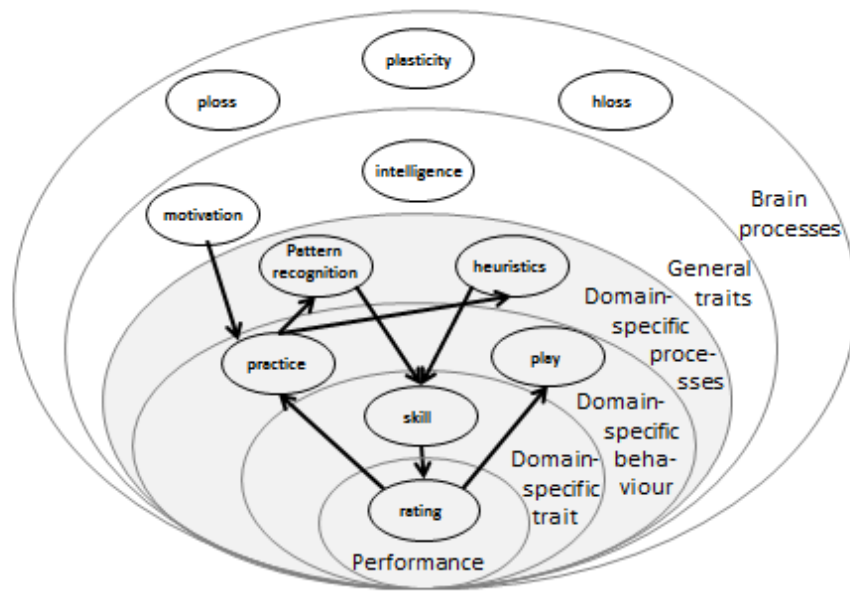 plasticity
ploss
hloss
intelligence
motivation
Brain
processes
Pattern
recognition
heuristics
General
traits
Domain-
specific
proce-
sses
practice
play
skill
Domain-
specific
beha-
viour
Domain-
specific
trait
rating
Performance